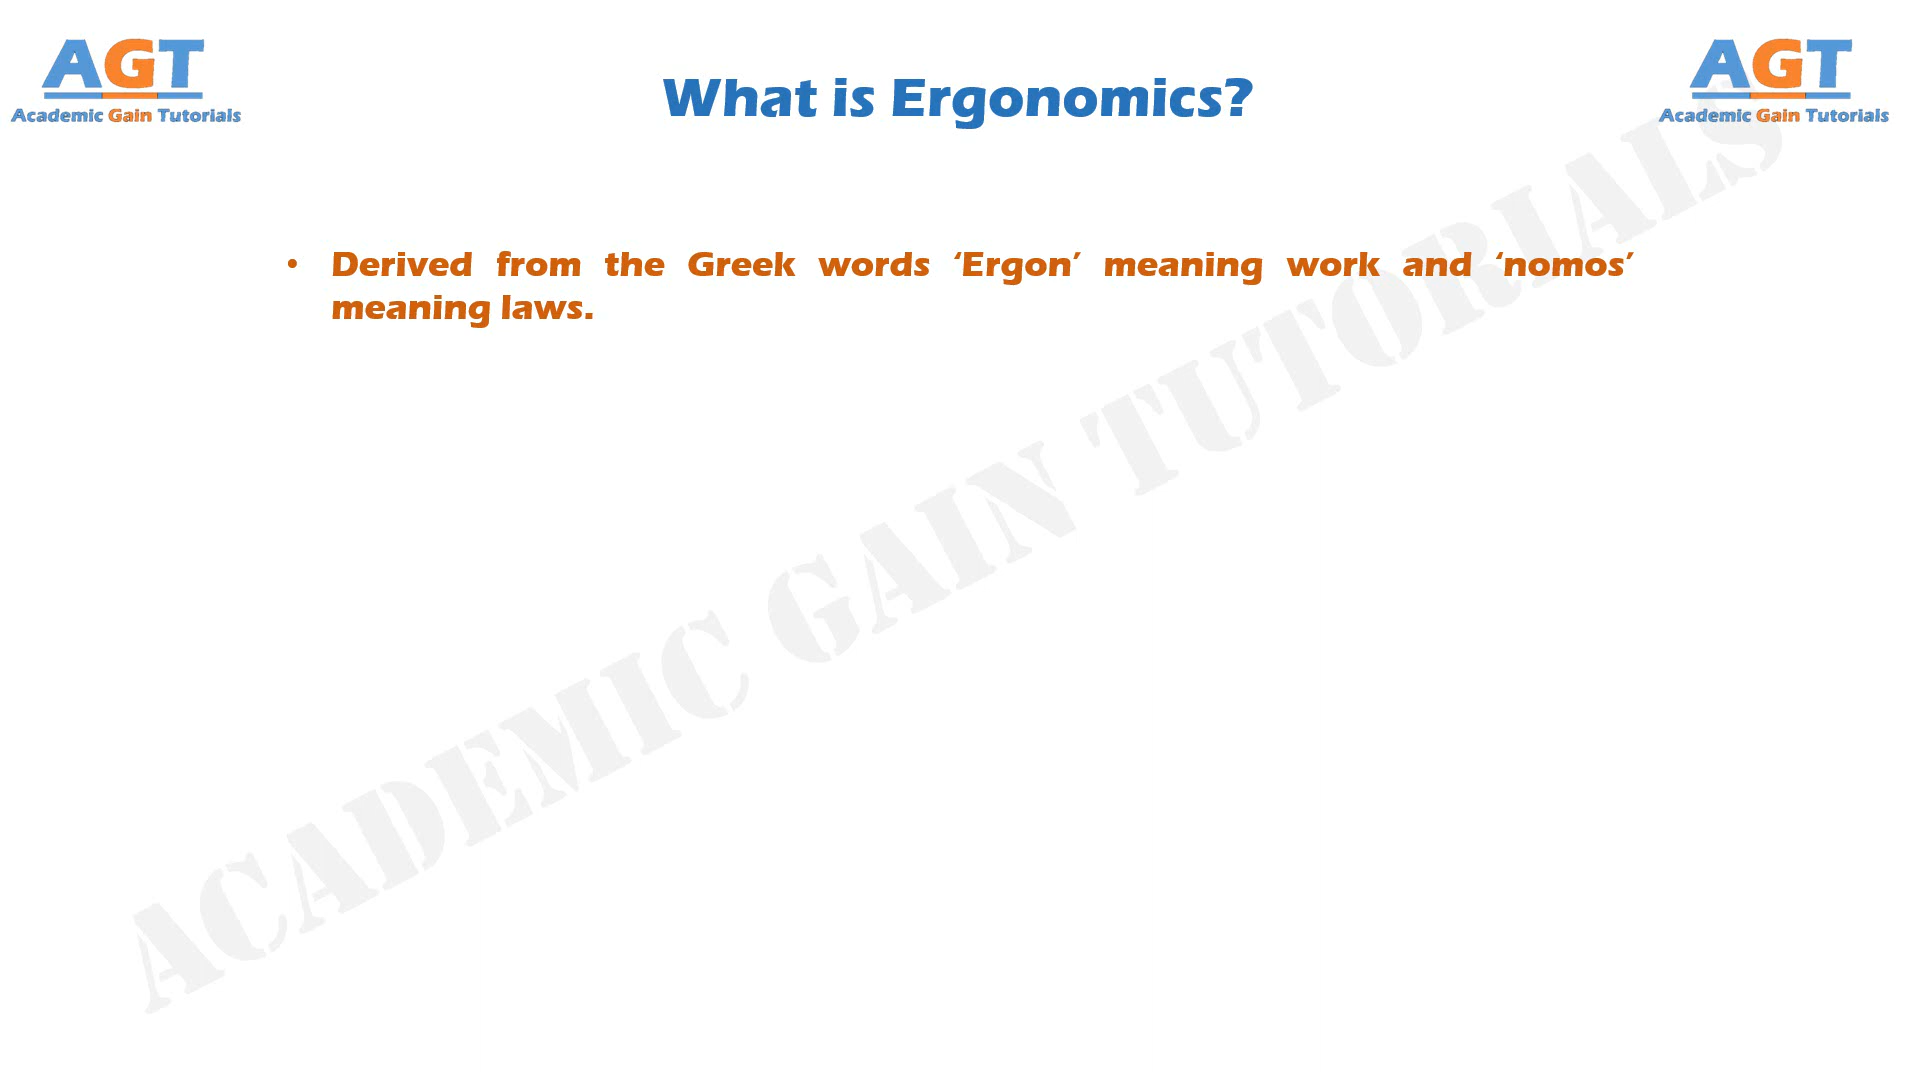 AGT
Academic Gain Tutorials
What is Ergonomics?
AGT
Academic Gain Tutorials
• Derived from the Greek words ‘Ergon’ meaning work and ‘nomos’
meaning laws.
ACADEMIC GAIN TUTORIALS